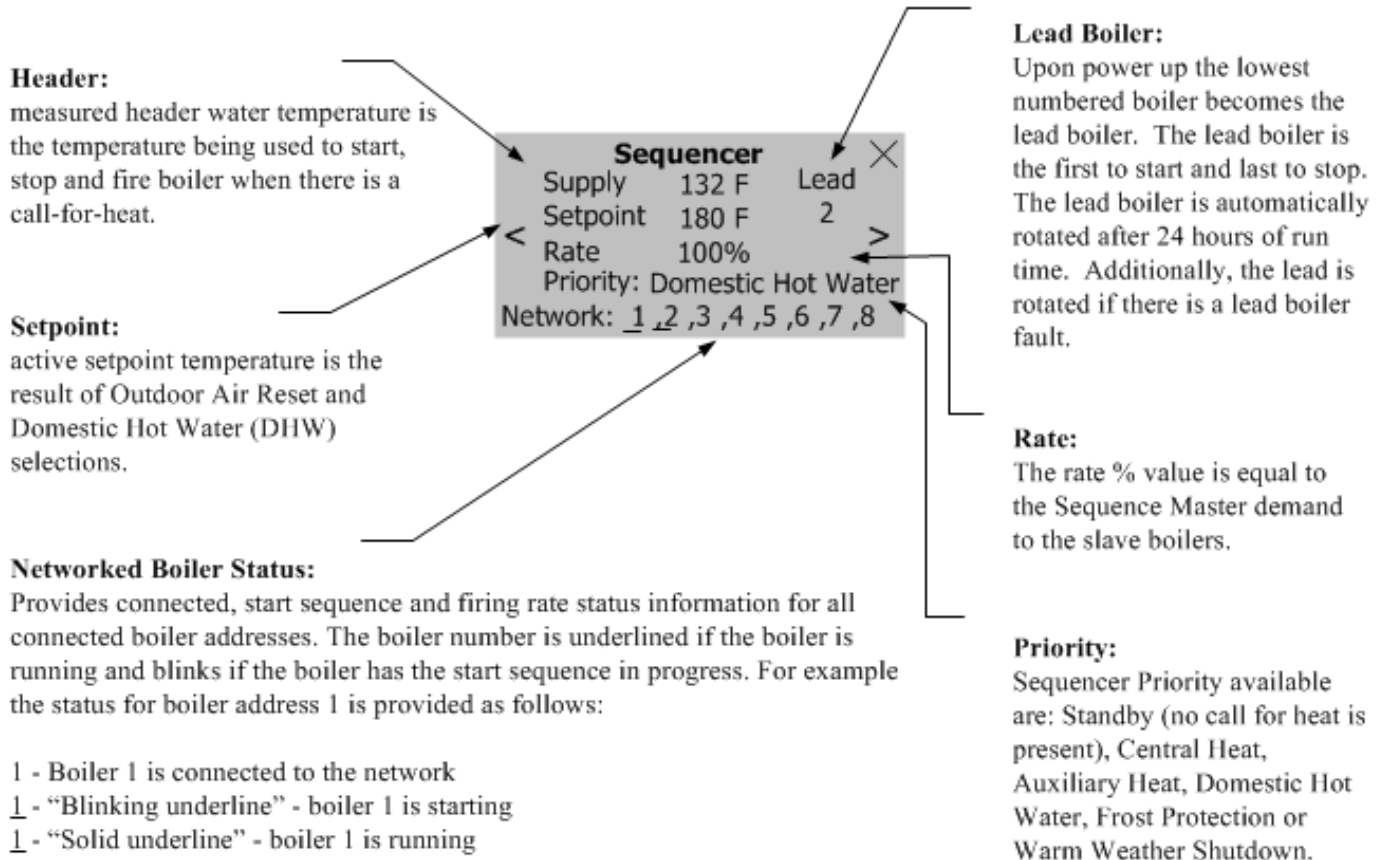 Header:
measured header water temperature is
the temperature being used to start,
stop and fire boiler when there is a
call-for-heat.
Setpoint:
active setpoint temperature is the
result of Outdoor Air Reset and
Domestic Hot Water (DHW)
selections.
Sequencer
Supply 132 F Lead
Setpoint 180 F 2
< >
Rate 100%
Priority: Domestic Hot Water
Network: 1 ,2 ,3 ,4 ,5 ,6 ,7 ,8
Lead Boiler:
Upon power up the lowest
numbered boiler becomes the
lead boiler. The lead boiler is
the first to start and last to stop.
The lead boiler is automatically
rotated after 24 hours of run
time. Additionally, the lead is
rotated if there is a lead boiler
fault.
Rate:
The rate % value is equal to
the Sequence Master demand
to the slave boilers.
Priority:
Sequencer Priority available
are: Standby (no call for heat is
present), Central Heat,
Auxiliary Heat, Domestic Hot
Water, Frost Protection or
Warm Weather Shutdown.
Networked Boiler Status:
Provides connected, start sequence and firing rate status information for all
connected boiler addresses. The boiler number is underlined if the boiler is
running and blinks if the boiler has the start sequence in progress. For example
the status for boiler address 1 is provided as follows:
1 - Boiler 1 is connected to the network
1 - “Blinking underline” - boiler 1 is starting
1 - “Solid underline” - boiler 1 is running